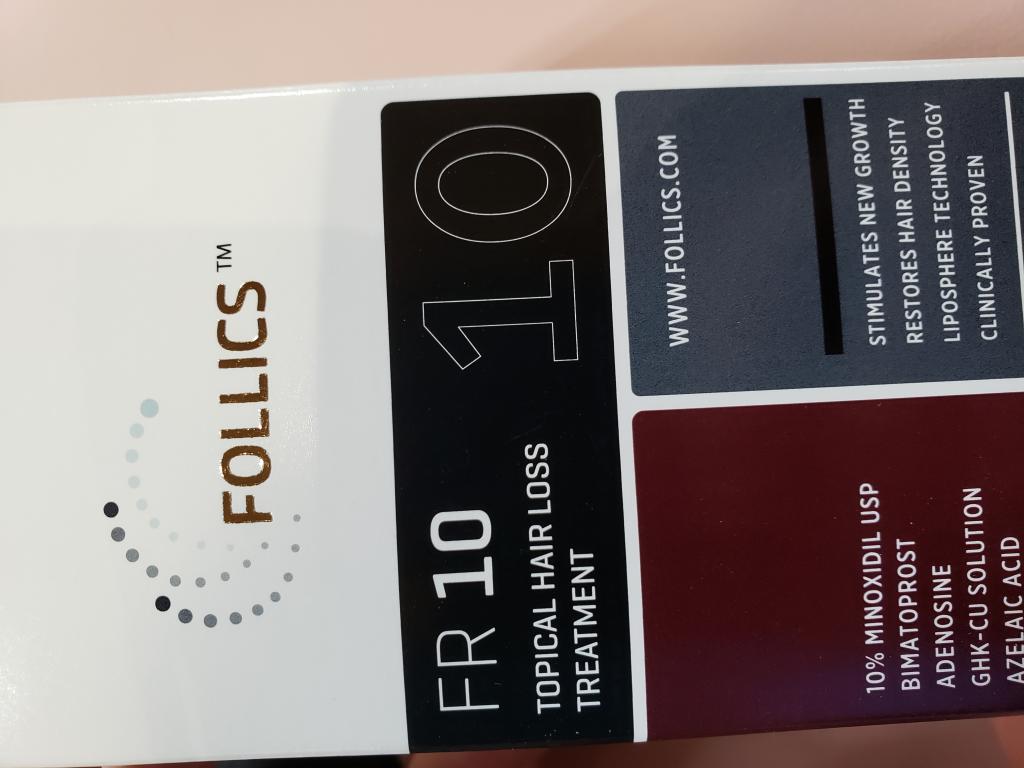 FOLLICS™
FR 10
10
TOPICAL HAIR LOSS
TREATMENT
10% MINOXIDIL USP
BIMATOPROST
ADENOSINE
GHK-CU SOLUTION
AZELAIC ACID
WWW.FOLLICS.COM
STIMULATES NEW GROWTH
RESTORES HAIR DENSITY
LIPOSPHERE TECHNOLOGY
CLINICALLY PROVEN